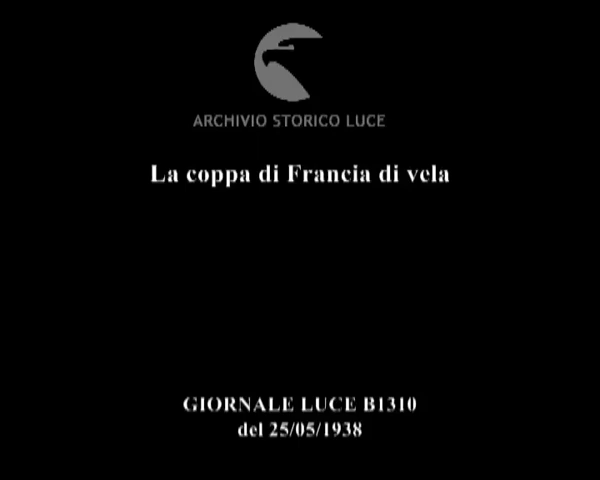 ARCHIVIO STORICO LUCE
La coppa di Francia di vela
GIORNALE LUCE B1310
del 25/05/1938